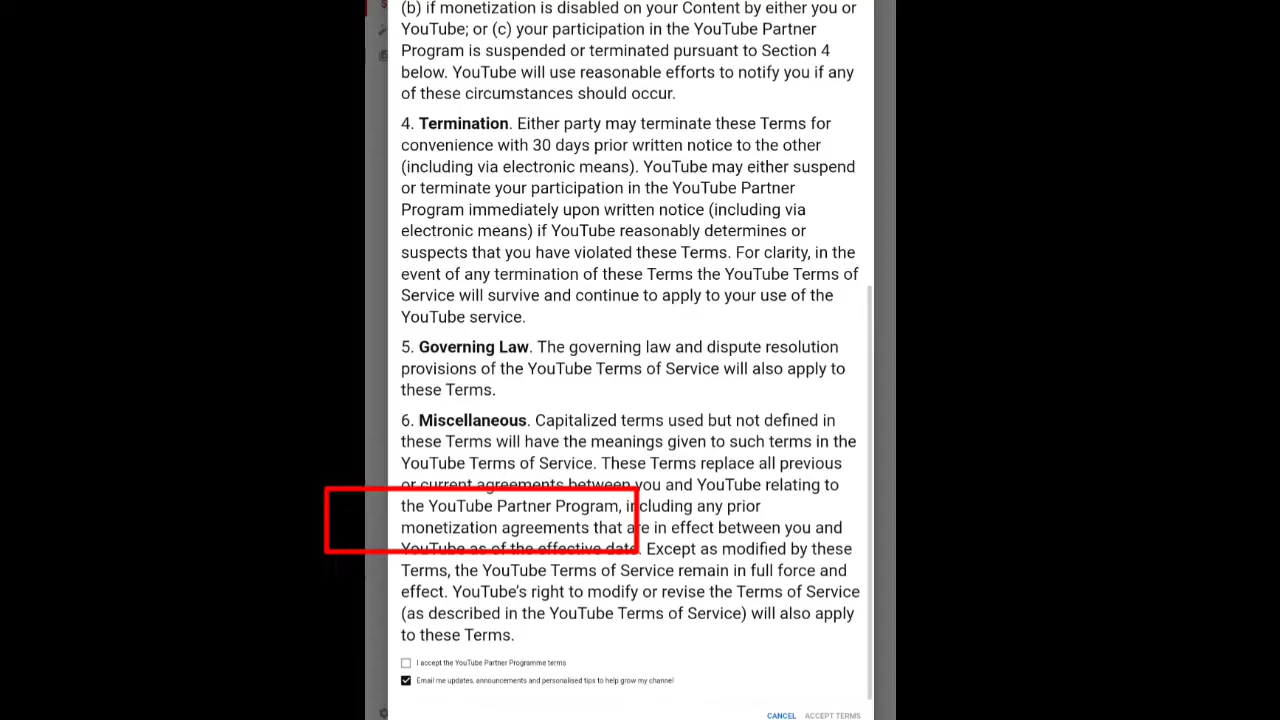 (b) if monetization is disabled on your Content by either you or
YouTube; or (c) your participation in the YouTube Partner
Program is suspended or terminated pursuant to Section 4
below. YouTube will use reasonable efforts to notify you if any
of these circumstances should occur.
4. Termination. Either party may terminate these Terms for
convenience with 30 days prior written notice to the other
(including via electronic means). YouTube may either suspend
or terminate your participation in the YouTube Partner
Program immediately upon written notice (including via
electronic means) if YouTube reasonably determines or
suspects that you have violated these Terms. For clarity, in the
event of any termination of these Terms the YouTube Terms of
Service will survive and continue to apply to your use of the
YouTube service.
5. Governing Law. The governing law and dispute resolution
provisions of the YouTube Terms of Service will also apply to
these Terms.
6. Miscellaneous. Capitalized terms used but not defined in
these Terms will have the meanings given to such terms in the
YouTube Terms of Service. These Terms replace all previous
or current agreements between you and YouTube relating to
the YouTube Partner Program, including any prior
monetization agreements that are in effect between you and
YouTube as of the effective date. Except as modified by these
Terms, the YouTube Terms of Service remain in full force and
effect. YouTube's right to modify or revise the Terms of Service
(as described in the YouTube Terms of Service) will also apply
to these Terms.
I accept the YouTube Partner Programme terms
Email me updates, announcements and personalised tips to help grow my channel
CANCEL ACCEPT TERMS